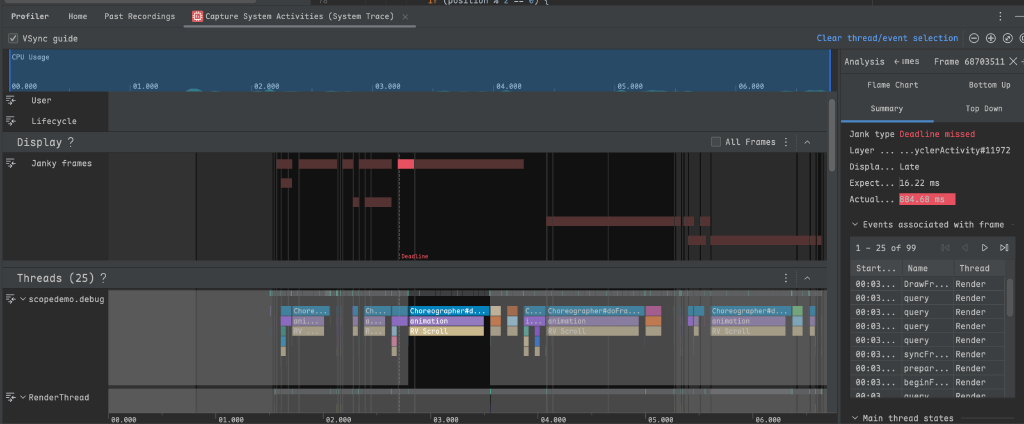 if (position % 2 == 0) {
Profiler Home Past Recordings Capture System Activities (System Trace)
VSync guide
Clear thread/event selection
CPU Usage
00.000 01.000 02.000 03.000 04.000 05.000 06.000
User
Lifecycle
Display ?
All Frames
Janky frames
Deadline
Threads (25) ?
scopedemo.debug
Chore... Ch... Choreographer#d... C... Choreographer#doFra... Choreographer#d...
ani... a... animation i... animation animation
RV ... R... RV Scroll RV Scroll RV Scroll
RenderThread
00.000 01.000 02.000 03.000 04.000 05.000 06.000
Analysis ←imes Frame 68703511
Flame Chart Bottom Up
Summary Top Down
Jank type Deadline missed
Layer ... ...yclerActivity#11972
Displa... Late
Expect... 16.22 ms
Actual... 884.68 ms
Events associated with frame
1 - 25 of 99
Start... Name Thread
00:03... DrawFr... Render
00:03... query Render
00:03... query Render
00:03... query Render
00:03... query Render
00:03... syncFr... Render
00:03... prepar... Render
00:03... beginF... Render
00:03 query Render
Main thread states